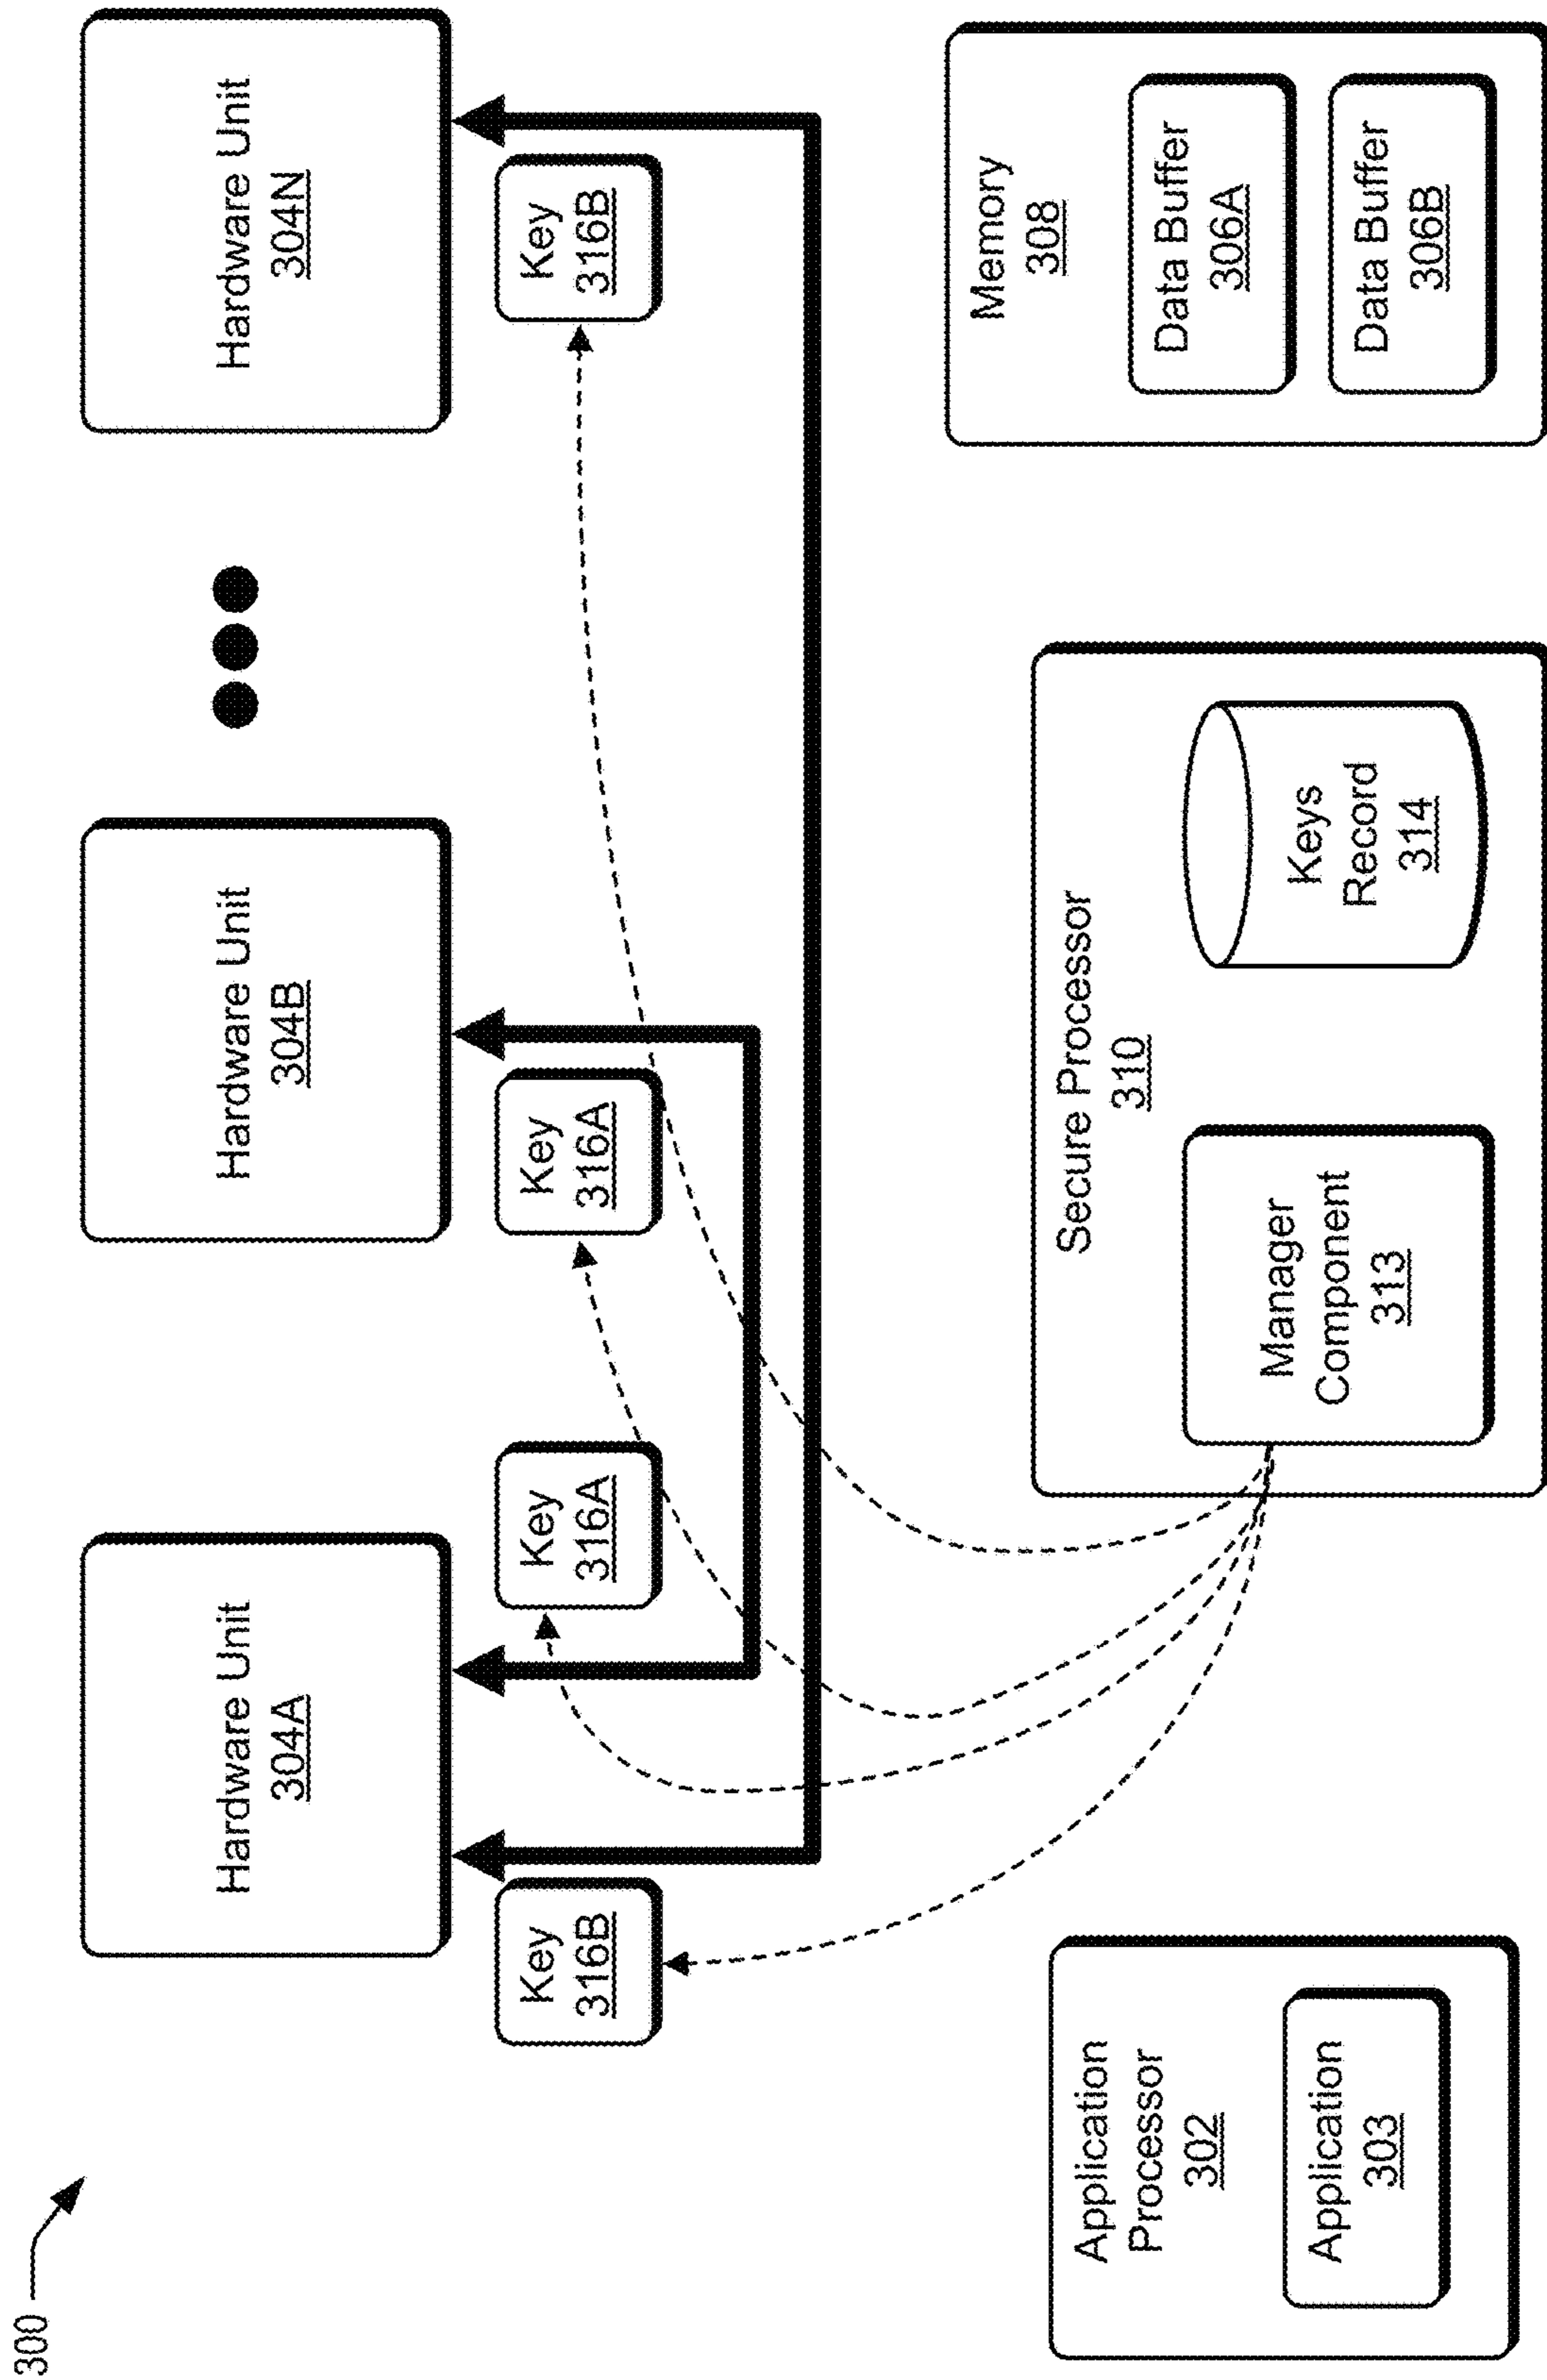 300
Hardware Unit
304A
Hardware Unit
304B
Hardware Unit
304N
Key
316B
Key
316A
Key
316A
Key
316B
Application
Processor
302
Application
303
Secure Processor
310
Manager
Component
313
Keys
Record
314
Memory
308
Data Buffer
306A
Data Buffer
306B